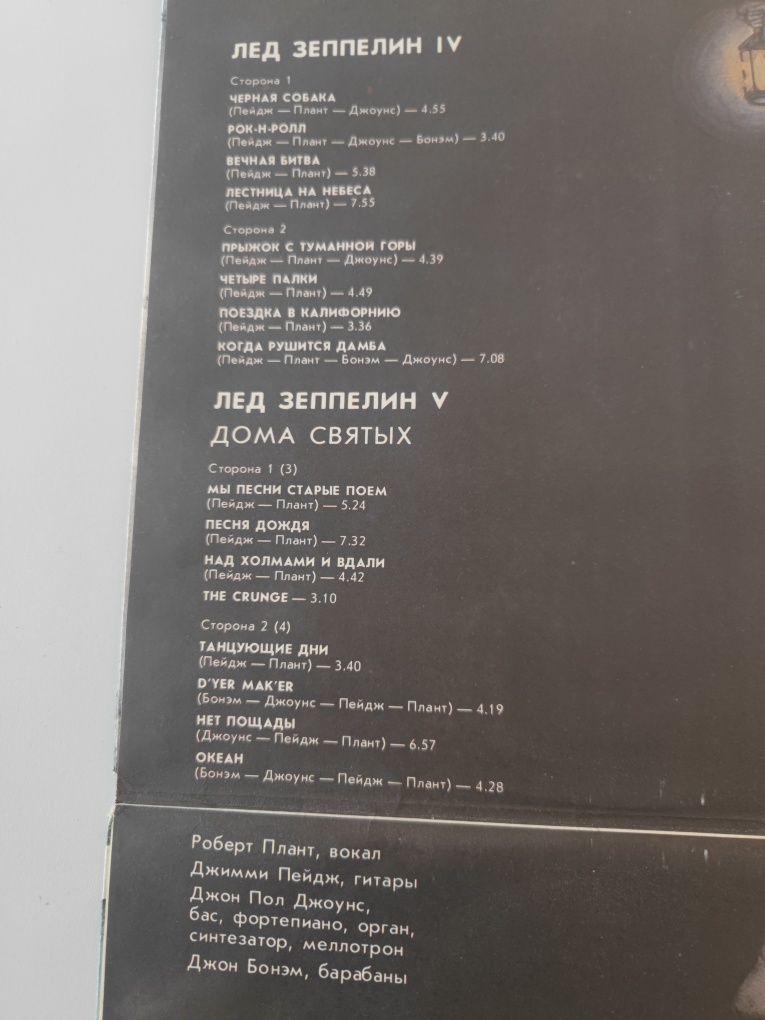 ЛЕД ЗЕППЕЛИН IV
Сторона 1
ЧЕРНАЯ СОБАКА
(Пейдж — Плант — Джоунс) — 4.55
РОК-Н-РОЛЛ
(Пейдж — Плант — Джоунс — Бонэм) — 3.40
ВЕЧНАЯ БИТВА
(Пейдж — Плант) — 5.38
ЛЕСТНИЦА НА НЕБЕСА
(Пейдж — Плант) — 7.55
Сторона 2
ПРЫЖОК С ТУМАННОЙ ГОРЫ
(Пейдж — Плант — Джоунс) — 4.39
ЧЕТЫРЕ ПАЛКИ
(Пейдж — Плант) — 4.49
ПОЕЗДКА В КАЛИФОРНИЮ
(Пейдж — Плант) — 3.36
КОГДА РУШИТСЯ ДАМБА
(Пейдж — Плант — Бонэм — Джоунс) — 7.08
ЛЕД ЗЕППЕЛИН V
ДОМА СВЯТЫХ
Сторона 1 (3)
МЫ ПЕСНИ СТАРЫЕ ПОЕМ
(Пейдж — Плант) — 5.24
ПЕСНЯ ДОЖДЯ
(Пейдж — Плант) — 7.32
НАД ХОЛМАМИ И ВДАЛИ
(Пейдж — Плант) — 4.42
THE CRUNGE — 3.10
Сторона 2 (4)
ТАНЦУЮЩИЕ ДНИ
(Пейдж — Плант) — 3.40
D'YER MAK'ER
(Бонэм — Джоунс — Пейдж — Плант) — 4.19
НЕТ ПОЩАДЫ
(Джоунс — Пейдж — Плант) — 6.57
ОКЕАН
(Бонэм — Джоунс — Пейдж — Плант) — 4.28
Роберт Плант, вокал
Джимми Пейдж, гитары
Джон Пол Джоунс,
бас, фортепиано, орган,
синтезатор, меллотрон
Джон Бонэм, барабаны